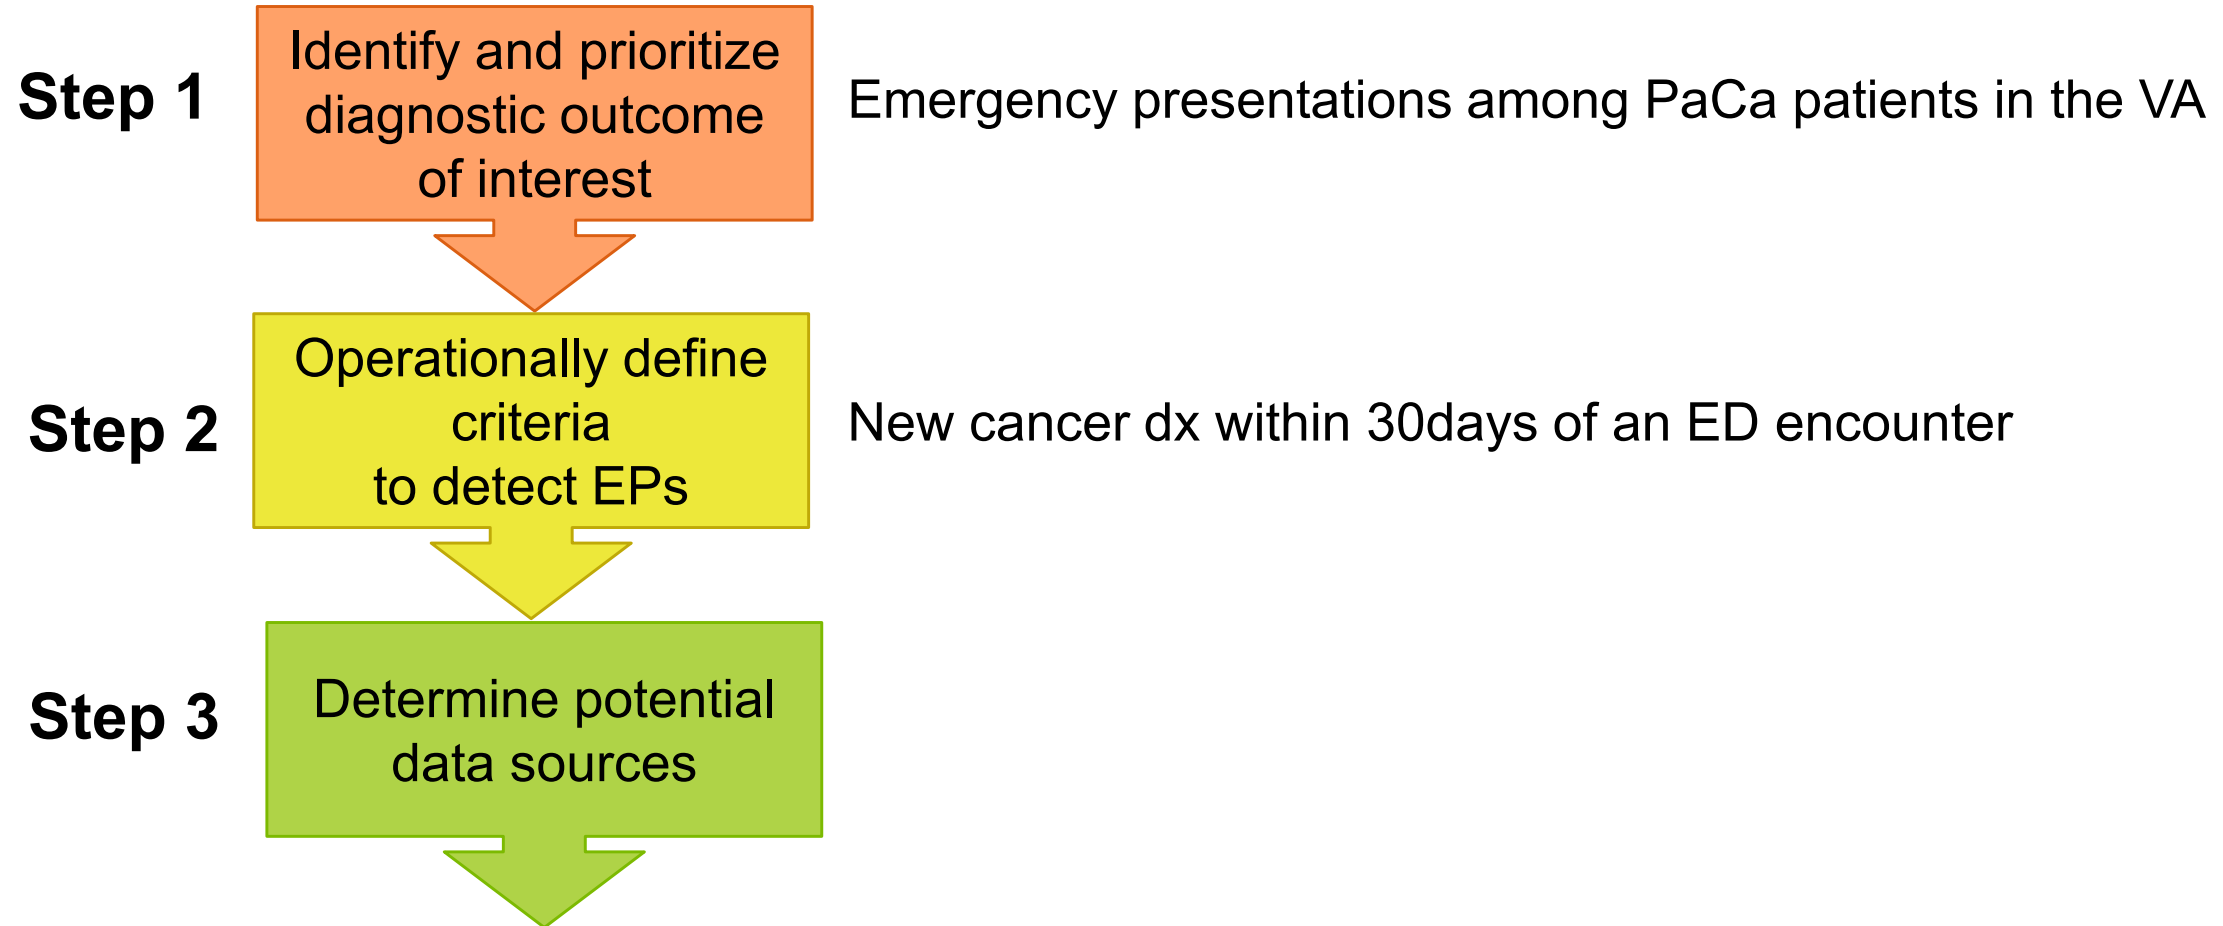 Step 1
Identify and prioritize
diagnostic outcome
of interest
Emergency presentations among PaCa patients in the VA
Step 2
Operationally define
criteria
to detect EPs
New cancer dx within 30days of an ED encounter
Step 3
Determine potential
data sources